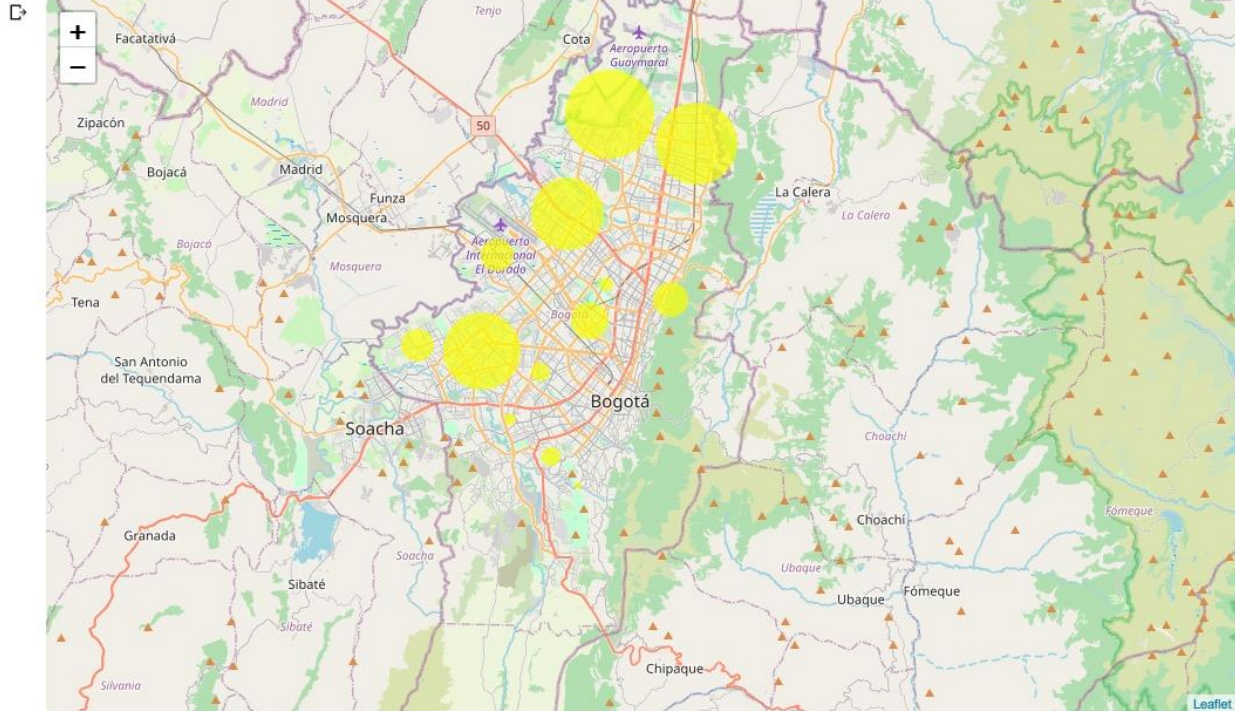 +
−
Tenjo
Facatativá
Cota
Aeropuerto
Guaymaral
Madrid
Zipacón
50
Bojacá
Madrid
Funza
Mosquera
La Calera
La Calera
Aeropuerto
Internacional
El Dorado
Bojacá
Mosquera
Tena
Bogotá
San Antonio
del Tequendama
Bogotá
Soacha
Choachí
Granada
Fómeque
Choachí
Soacha
Ubaque
Sibaté
Ubaque
Fómeque
Sibaté
Chipaque
Silvania
Leaflet